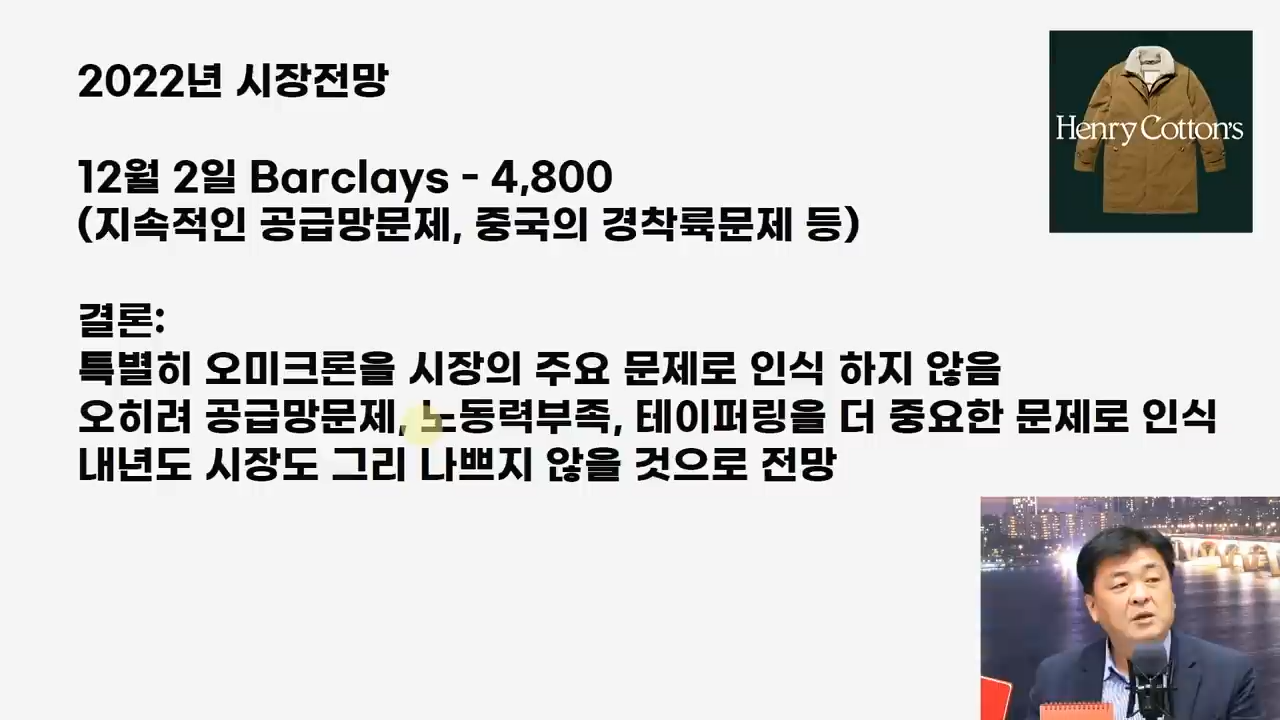 2022년 시장전망
12월 2일 Barclays - 4,800
(지속적인 공급망문제, 중국의 경착륙문제 등)
결론:
특별히 오미크론을 시장의 주요 문제로 인식 하지 않음
오히려 공급망문제, 노동력부족, 테이퍼링을 더 중요한 문제로 인식
내년도 시장도 그리 나쁘지 않을 것으로 전망
Henry Cotton's